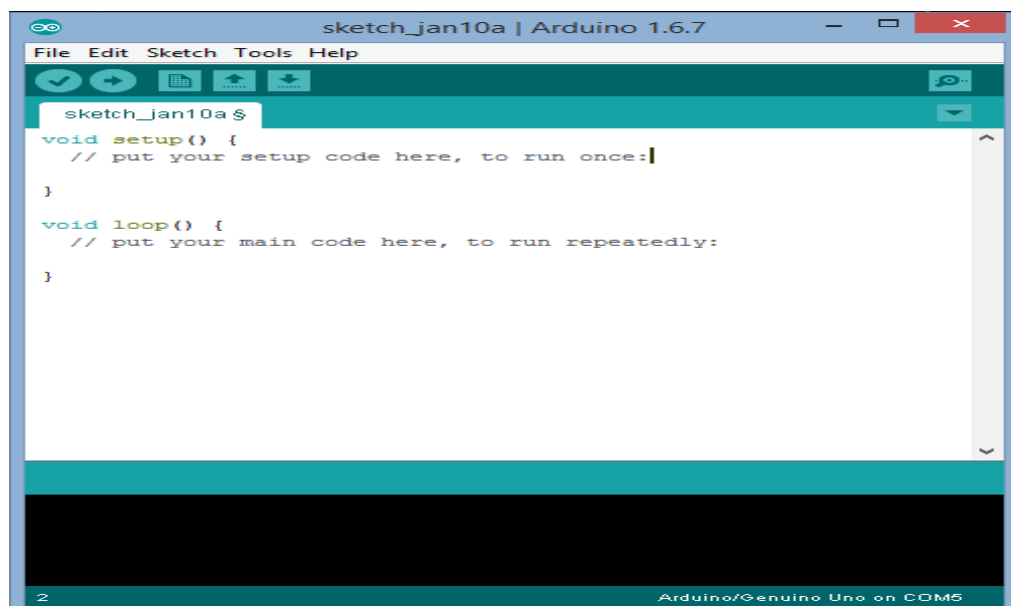 sketch_jan10a | Arduino 1.6.7
File Edit Sketch Tools Help
sketch_jan10a §
void setup() {
  // put your setup code here, to run once:
}
void loop() {
  // put your main code here, to run repeatedly:
}
2 Arduino/Genuino Uno on COM5